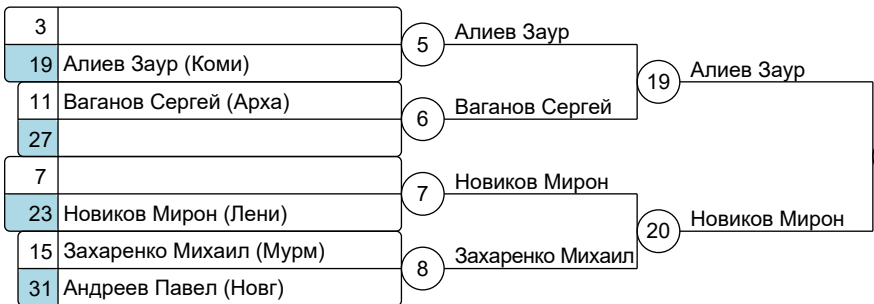 3
5
Алиев Заур
19 Алиев Заур (Коми)
19
Алиев Заур
11 Ваганов Сергей (Арха)
6
Ваганов Сергей
27
7
7
Новиков Мирон
23 Новиков Мирон (Лени)
20
Новиков Мирон
15 Захаренко Михаил (Мурм)
8
Захаренко Михаил
31 Андреев Павел (Новг)